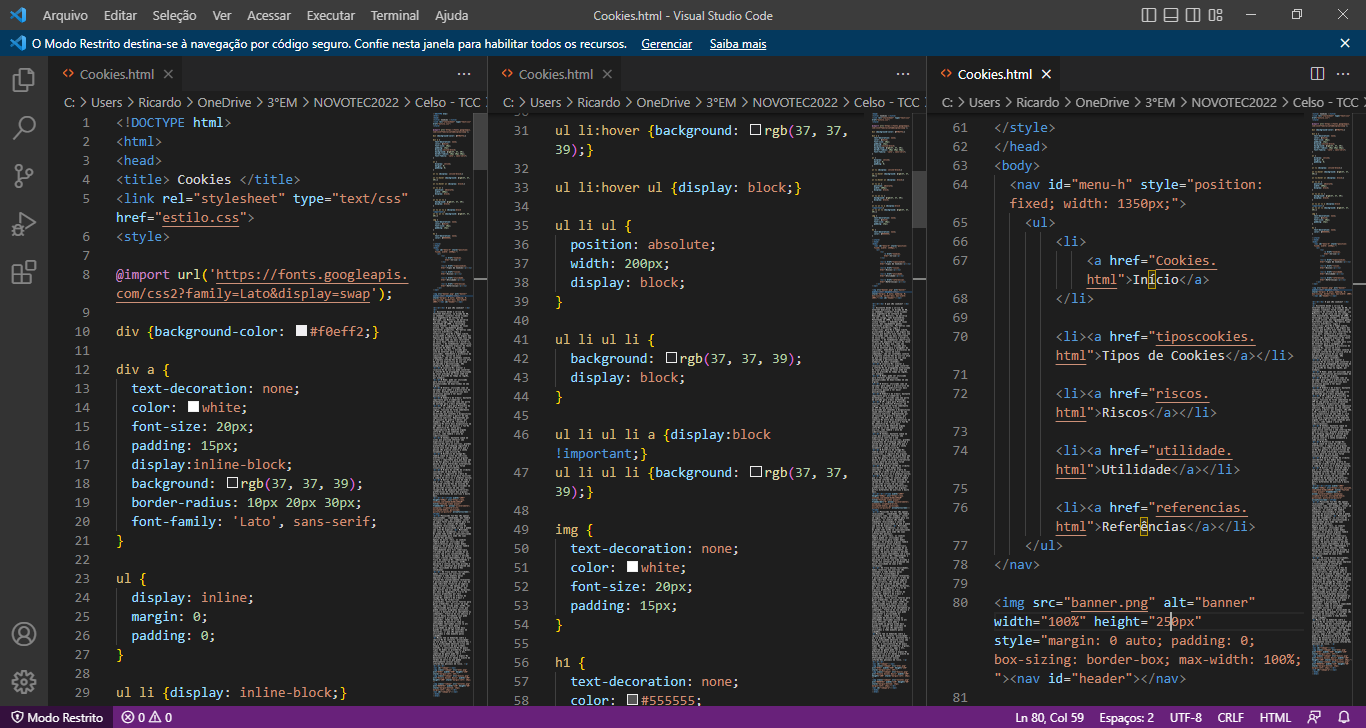 Arquivo Editar Seleção Ver Acessar Executar Terminal Ajuda
Cookies.html - Visual Studio Code
O Modo Restrito destina-se à navegação por código seguro. Confie nesta janela para habilitar todos os recursos. Gerenciar Saiba mais
Cookies.html
C: > Users > Ricardo > OneDrive > 3°EM > NOVOTEC2022 > Celso - TCC
1 <!DOCTYPE html>
2 <html>
3 <head>
4 <title> Cookies </title>
5 <link rel="stylesheet" type="text/css"
href="estilo.css">
6 <style>
7
8 @import url('https://fonts.googleapis.
com/css2?family=Lato&display=swap');
9
10 div {background-color: #f0eff2;}
11
12 div a {
13 text-decoration: none;
14 color: white;
15 font-size: 20px;
16 padding: 15px;
17 display:inline-block;
18 background: rgb(37, 37, 39);
19 border-radius: 10px 20px 30px;
20 font-family: 'Lato', sans-serif;
21 }
22
23 ul {
24 display: inline;
25 margin: 0;
26 padding: 0;
27 }
28
29 ul li {display: inline-block;}
Cookies.html
C: > Users > Ricardo > OneDrive > 3°EM > NOVOTEC2022 > Celso - TCC
31 ul li:hover {background: rgb(37, 37,
39);}
32
33 ul li:hover ul {display: block;}
34
35 ul li ul {
36 position: absolute;
37 width: 200px;
38 display: block;
39 }
40
41 ul li ul li {
42 background: rgb(37, 37, 39);
43 display: block;
44 }
45
46 ul li ul li a {display:block
!important;}
47 ul li ul li {background: rgb(37, 37,
39);}
48
49 img {
50 text-decoration: none;
51 color: white;
52 font-size: 20px;
53 padding: 15px;
54 }
55
56 h1 {
57 text-decoration: none;
58 color: #555555;
Cookies.html
C: > Users > Ricardo > OneDrive > 3°EM > NOVOTEC2022 > Celso - TCC
61 </style>
62 </head>
63 <body>
64 <nav id="menu-h" style="position:
fixed; width: 1350px;">
65 <ul>
66 <li>
67 <a href="Cookies.
html">Início</a>
68 </li>
69
70 <li><a href="tiposcookies.
html">Tipos de Cookies</a></li>
71
72 <li><a href="riscos.
html">Riscos</a></li>
73
74 <li><a href="utilidade.
html">Utilidade</a></li>
75
76 <li><a href="referencias.
html">Referências</a></li>
77 </ul>
78 </nav>
79
80 <img src="banner.png" alt="banner"
width="100%" height="250px"
style="margin: 0 auto; padding: 0;
box-sizing: border-box; max-width: 100%;
"><nav id="header"></nav>
81
Modo Restrito 0 0 Ln 80, Col 59 Espaços: 2 UTF-8 CRLF HTML